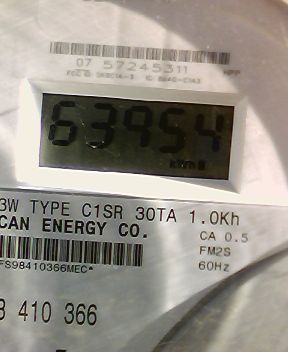 07 57245311
63954
kWh
3W TYPE C1SR 30TA 1.0Kh
CAN ENERGY CO.
CA 0.5
FM2S
60Hz
FS98410366MEC*
3 410 366